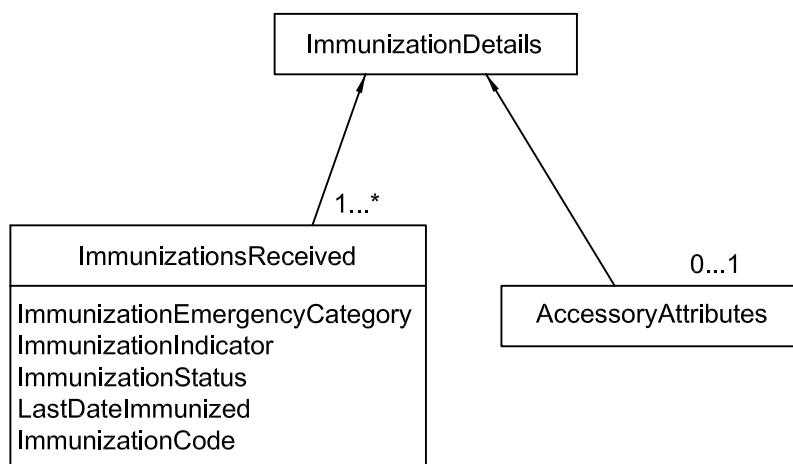 ImmunizationDetails
1...*
ImmunizationsReceived
ImmunizationEmergencyCategory
ImmunizationIndicator
ImmunizationStatus
LastDateImmunized
ImmunizationCode
0...1
AccessoryAttributes